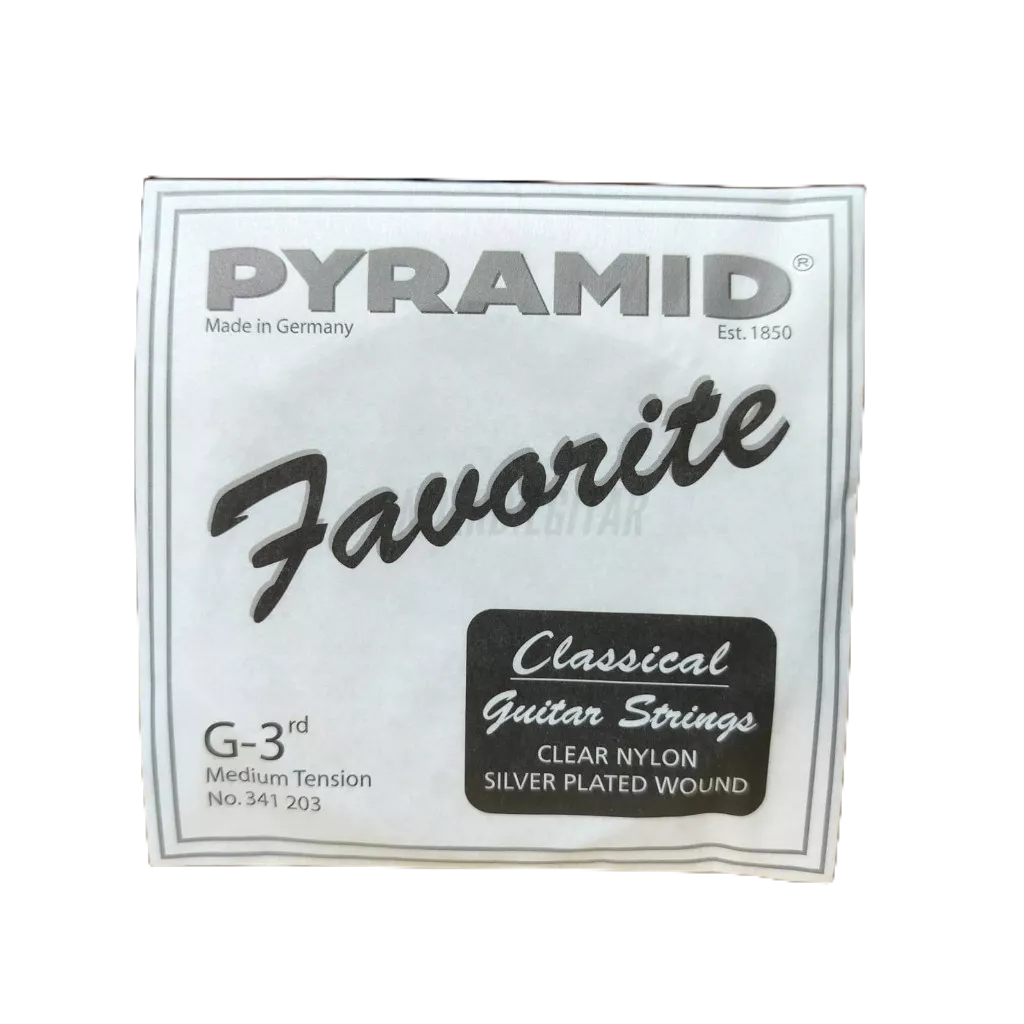 PYRAMID®
Made in Germany
Est. 1850
Favorite
Classical
Guitar Strings
CLEAR NYLON
SILVER PLATED WOUND
G-3rd
Medium Tension
No. 341 203